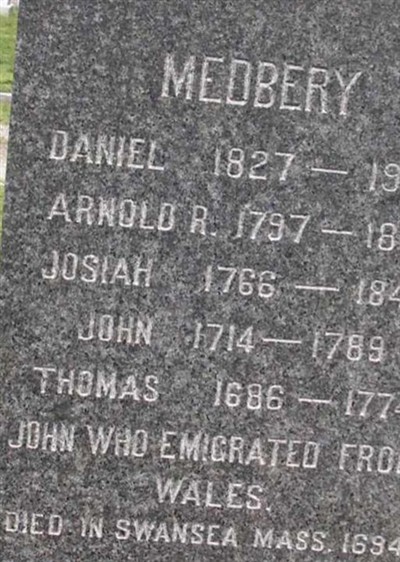 MEDBERY
DANIEL 1827 — 19
ARNOLD R. 1797 — 18
JOSIAH 1766 — 184
JOHN 1714 — 1789
THOMAS 1686 — 1774
JOHN WHO EMIGRATED FRO
WALES.
DIED IN SWANSEA MASS. 1694